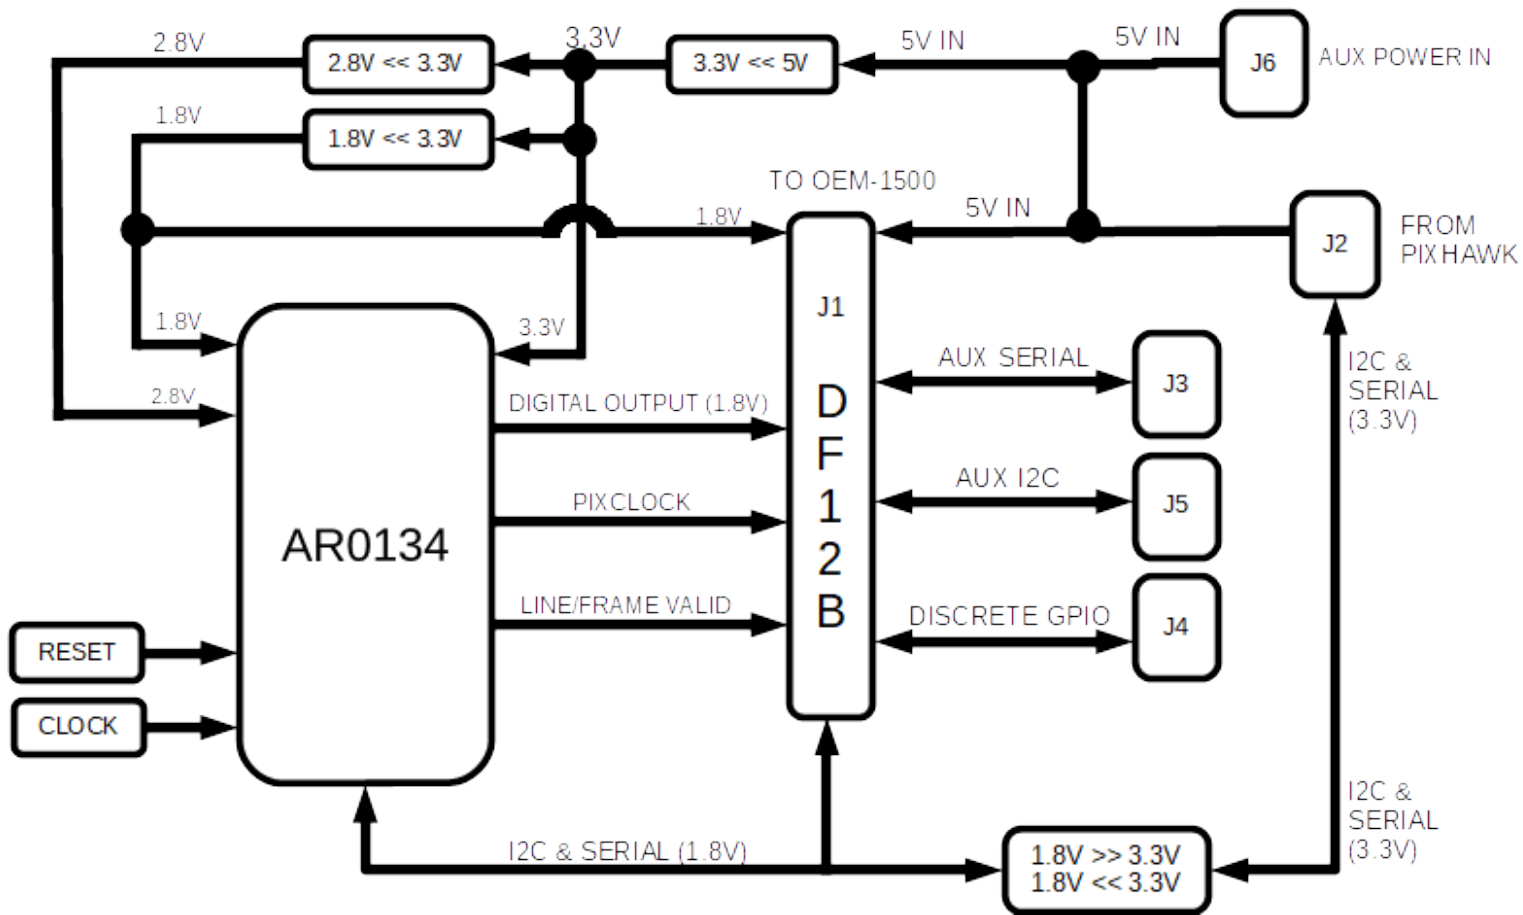 2.8V
2.8V << 3.3V
3.3V
3.3V << 5V
5V IN
5V IN
J6
AUX POWER IN
1.8V
1.8V << 3.3V
TO OEM-1500
1.8V
5V IN
J2
FROM
PIXHAWK
J1
DF12B
1.8V
3.3V
2.8V
AUX SERIAL
J3
I2C &
SERIAL
(3.3V)
DIGITAL OUTPUT (1.8V)
AUX I2C
J5
PIXCLOCK
AR0134
LINE/FRAME VALID
DISCRETE GPIO
J4
RESET
CLOCK
I2C & SERIAL (1.8V)
1.8V >> 3.3V
1.8V << 3.3V
I2C &
SERIAL
(3.3V)